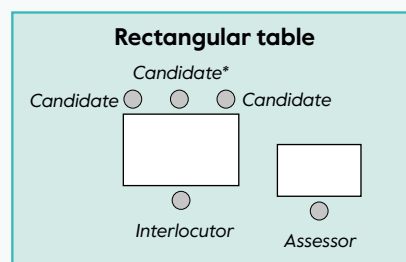 Rectangular table
Candidate*
Candidate Candidate
Interlocutor
Assessor